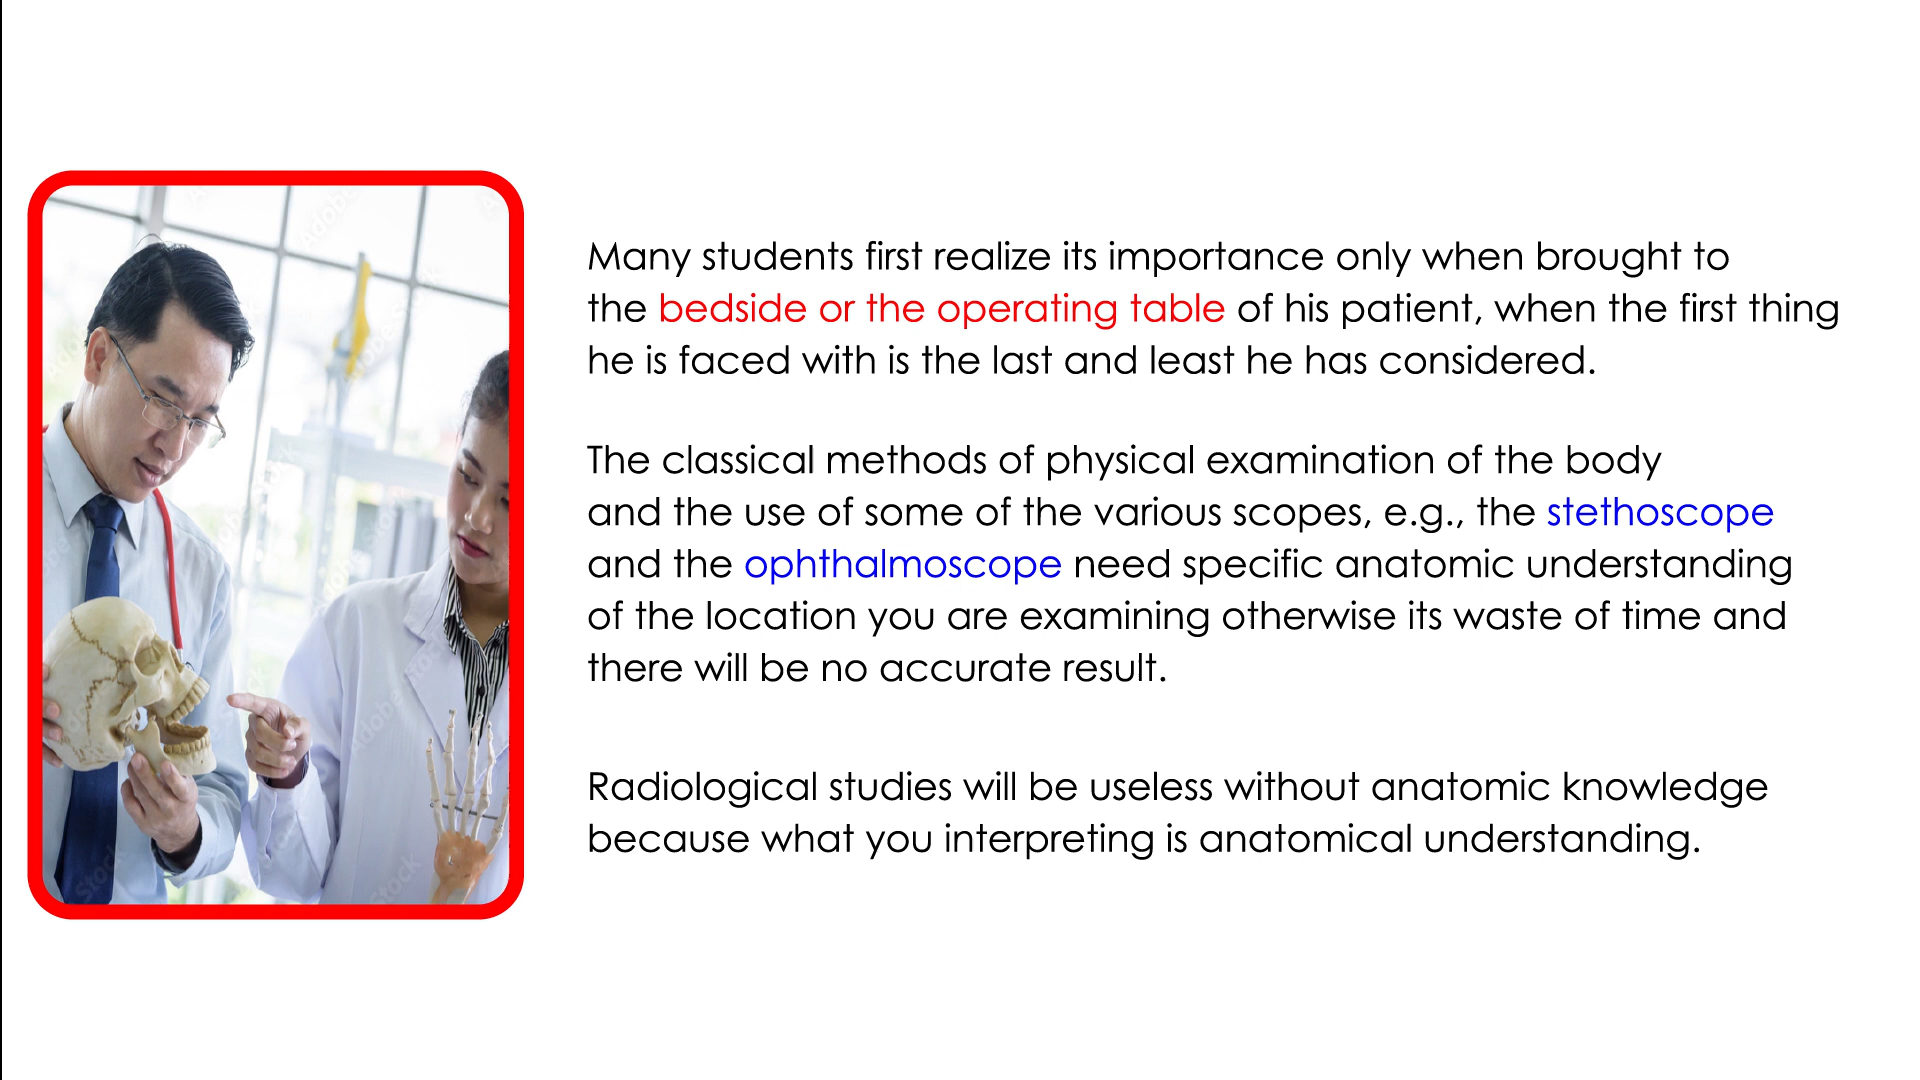 Many students first realize its importance only when brought to
the bedside or the operating table of his patient, when the first thing
he is faced with is the last and least he has considered.
The classical methods of physical examination of the body
and the use of some of the various scopes, e.g., the stethoscope
and the ophthalmoscope need specific anatomic understanding
of the location you are examining otherwise its waste of time and
there will be no accurate result.
Radiological studies will be useless without anatomic knowledge
because what you interpreting is anatomical understanding.